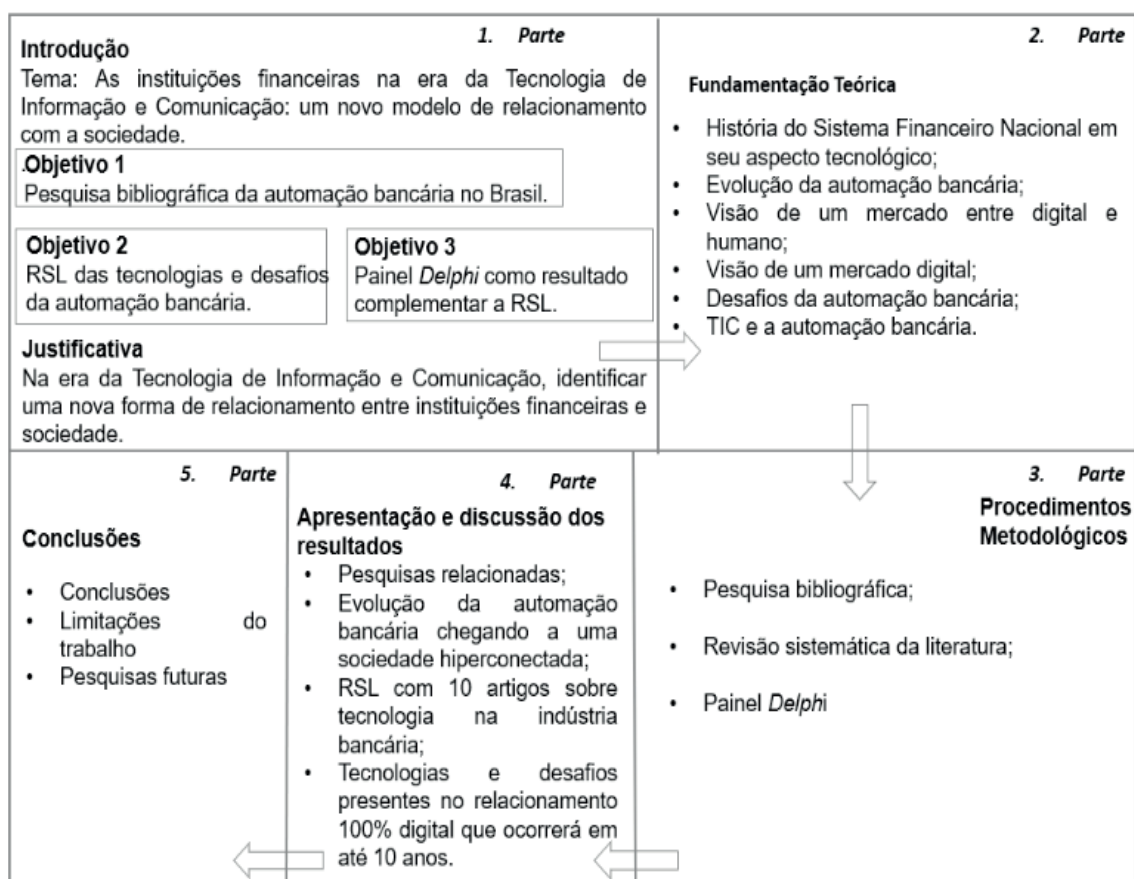 1. Parte
Introdução
Tema: As instituições financeiras na era da Tecnologia de
Informação e Comunicação: um novo modelo de relacionamento
com a sociedade.
.Objetivo 1
Pesquisa bibliográfica da automação bancária no Brasil.
Objetivo 2
RSL das tecnologias e desafios
da automação bancária.
Objetivo 3
Painel Delphi como resultado
complementar a RSL.
Justificativa
Na era da Tecnologia de Informação e Comunicação, identificar
uma nova forma de relacionamento entre instituições financeiras e
sociedade.
2. Parte
Fundamentação Teórica
• História do Sistema Financeiro Nacional em
seu aspecto tecnológico;
• Evolução da automação bancária;
• Visão de um mercado entre digital e
humano;
• Visão de um mercado digital;
• Desafios da automação bancária;
• TIC e a automação bancária.
3. Parte
Procedimentos
Metodológicos
• Pesquisa bibliográfica;
• Revisão sistemática da literatura;
• Painel Delphi
4. Parte
Apresentação e discussão dos
resultados
• Pesquisas relacionadas;
• Evolução da automação
bancária chegando a uma
sociedade hiperconectada;
• RSL com 10 artigos sobre
tecnologia na indústria
bancária;
• Tecnologias e desafios
presentes no relacionamento
100% digital que ocorrerá em
até 10 anos.
5. Parte
Conclusões
• Conclusões
• Limitações do
trabalho
• Pesquisas futuras